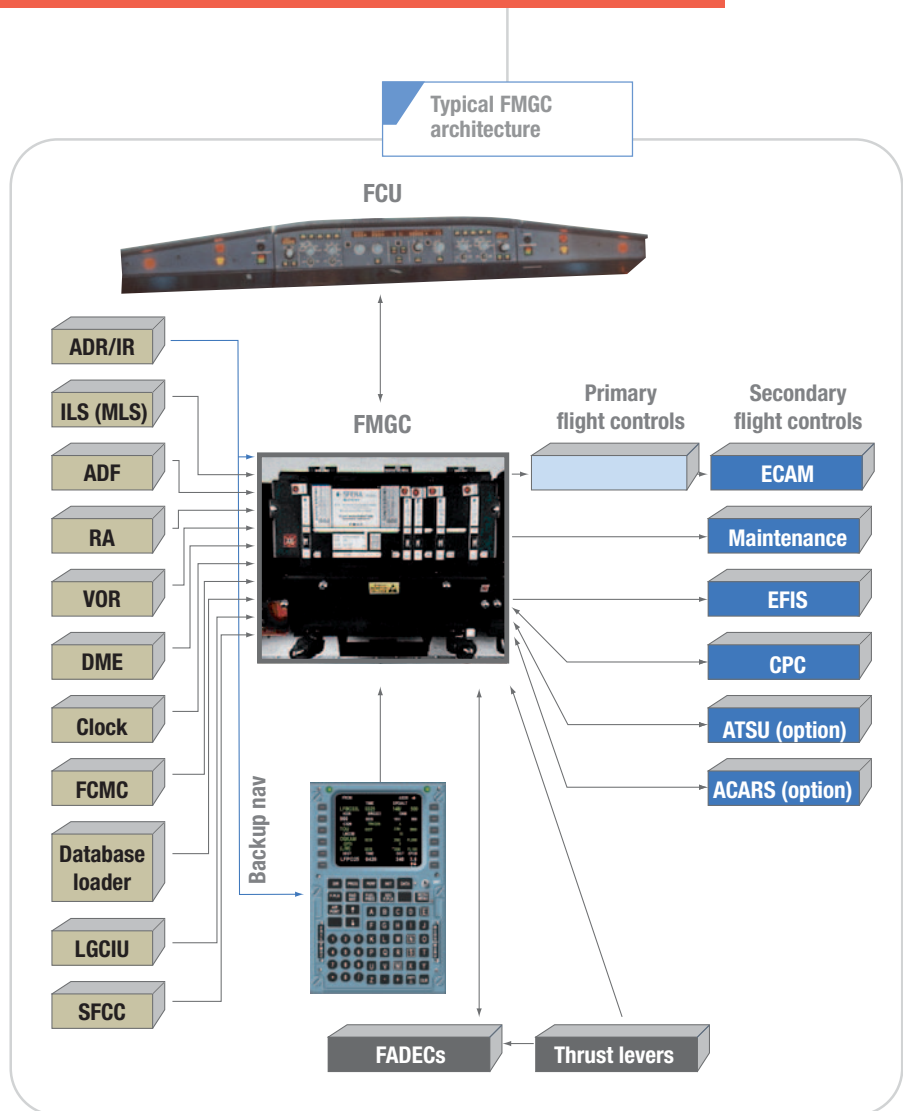 Typical FMGC
architecture
FCU
ADR/IR
ILS (MLS)
ADF
RA
VOR
DME
Clock
FCMC
Database
loader
LGCIU
SFCC
FMGC
Primary
flight controls
Secondary
flight controls
ECAM
Maintenance
EFIS
CPC
ATSU (option)
ACARS (option)
Backup nav
FADECs
Thrust levers